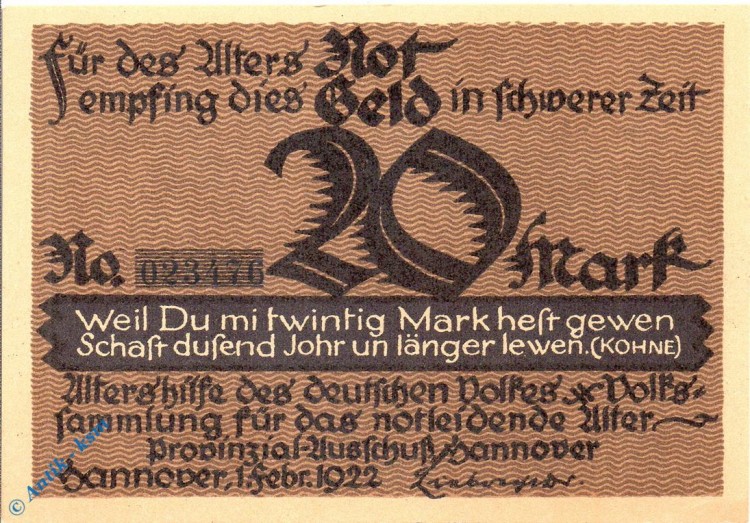 Für des Alters Not
empfing dies Geld in schwerer Zeit
20
No. 023476 Mark
Weil Du mi twintig Mark hest gewen
Schast dusend Johr un länger lewen. (KOHNE)
Altershilfe des deutschen Volkes * Volks-
sammlung für das notleidende Alter
Provinzial-Ausschuß Hannover
Hannover, 1. Febr. 1922
© Antik_ksm